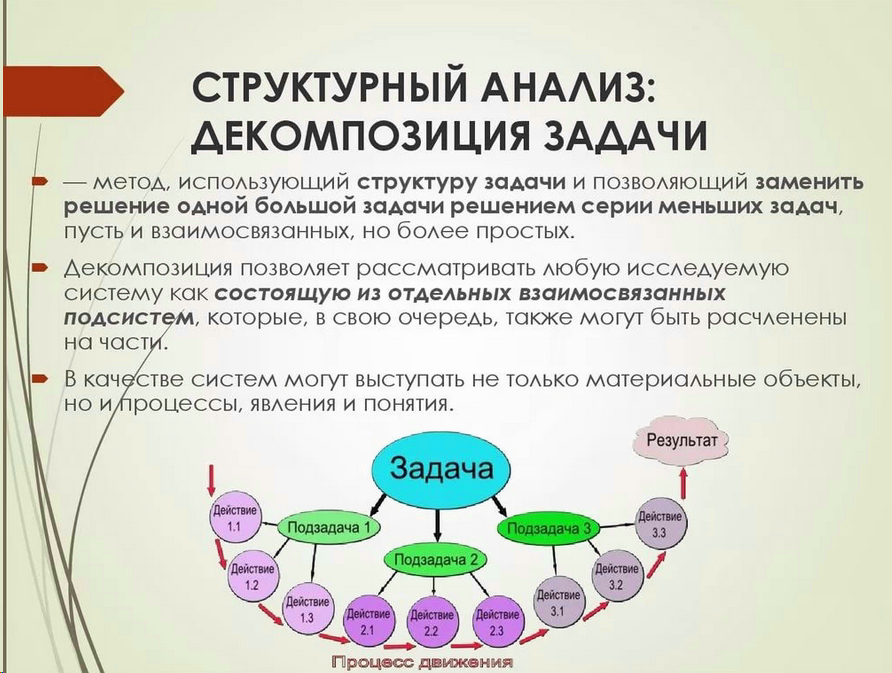 СТРУКТУРНЫЙ АНАЛИЗ:
ДЕКОМПОЗИЦИЯ ЗАДАЧИ
— метод, использующий структуру задачи и позволяющий заменить
решение одной большой задачи решением серии меньших задач,
пусть и взаимосвязанных, но более простых.
Декомпозиция позволяет рассматривать любую исследуемую
систему как состоящую из отдельных взаимосвязанных
подсистем, которые, в свою очередь, также могут быть расчленены
на части.
В качестве систем могут выступать не только материальные объекты,
но и процессы, явления и понятия.
Задача
Результат
Подзадача 1
Подзадача 2
Подзадача 3
Действие
1.1
Действие
1.2
Действие
1.3
Действие
2.1
Действие
2.2
Действие
2.3
Действие
3.1
Действие
3.2
Действие
3.3
Процесс движения